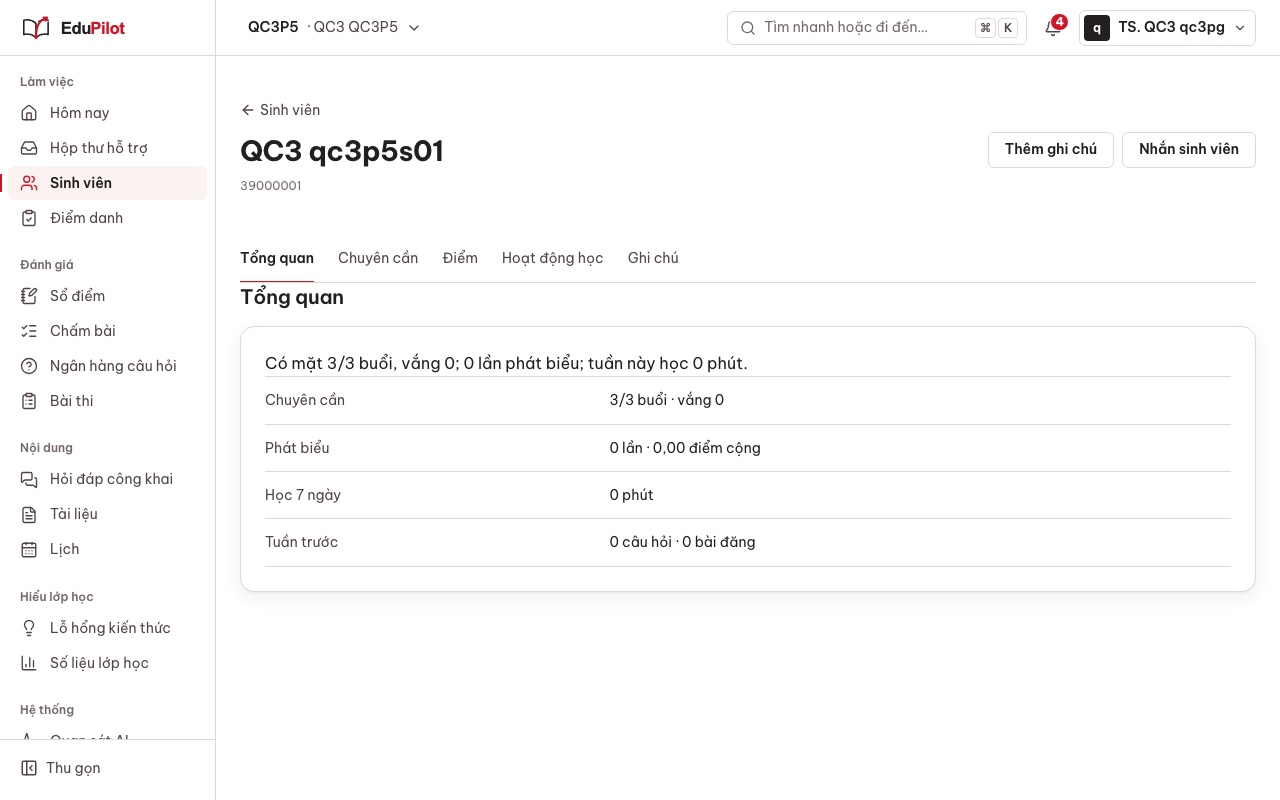 EduPilot
QC3P5 · QC3 QC3P5
Tìm nhanh hoặc đi đến... ⌘ K
4
q TS. QC3 qc3pg
Làm việc
Hôm nay
Hộp thư hỗ trợ
Sinh viên
Điểm danh
Đánh giá
Sổ điểm
Chấm bài
Ngân hàng câu hỏi
Bài thi
Nội dung
Hỏi đáp công khai
Tài liệu
Lịch
Hiểu lớp học
Lỗ hổng kiến thức
Số liệu lớp học
Hệ thống
Quan sát AI
Thu gọn
← Sinh viên
QC3 qc3p5s01
39000001
Thêm ghi chú
Nhắn sinh viên
Tổng quan Chuyên cần Điểm Hoạt động học Ghi chú
Tổng quan
Có mặt 3/3 buổi, vắng 0; 0 lần phát biểu; tuần này học 0 phút.
Chuyên cần 3/3 buổi · vắng 0
Phát biểu 0 lần · 0,00 điểm cộng
Học 7 ngày 0 phút
Tuần trước 0 câu hỏi · 0 bài đăng